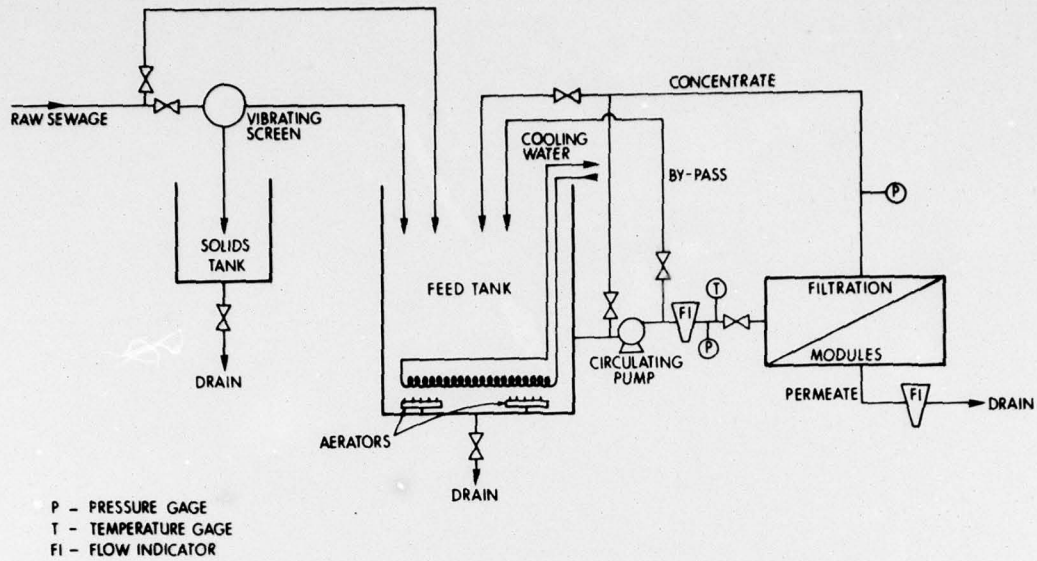 CONCENTRATE
RAW SEWAGE
VIBRATING
SCREEN
COOLING
WATER
BY-PASS
P
SOLIDS
TANK
FEED TANK
FILTRATION
MODULES
T
FI
P
CIRCULATING
PUMP
DRAIN
PERMEATE
FI
DRAIN
AERATORS
DRAIN
P - PRESSURE GAGE
T - TEMPERATURE GAGE
FI - FLOW INDICATOR